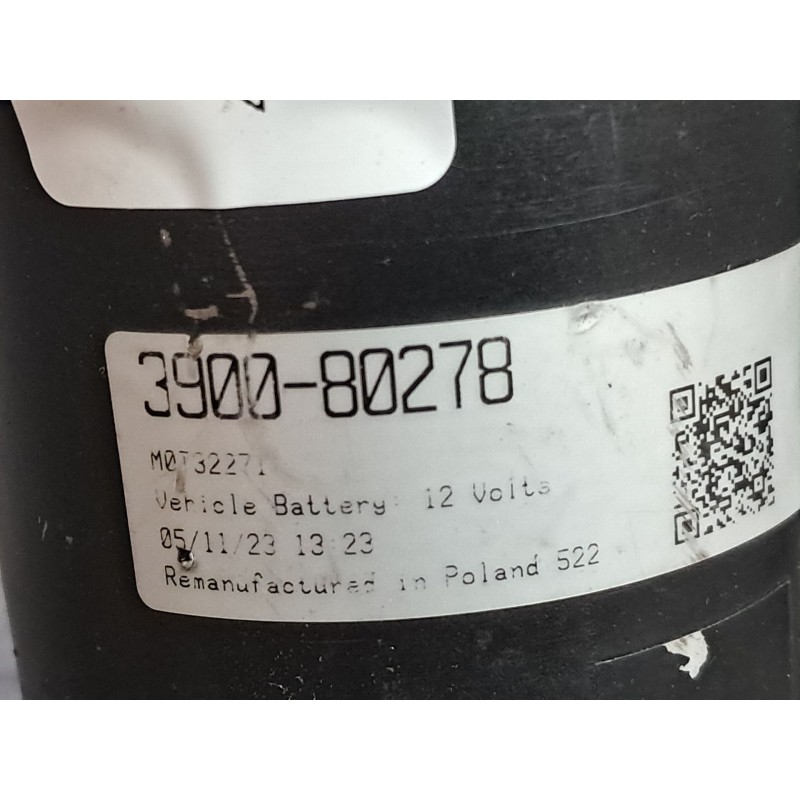 3900-80278
M0T32271
Vehicle Battery: 12 Volts
05/11/23 13:23
Remanufactured in Poland 522